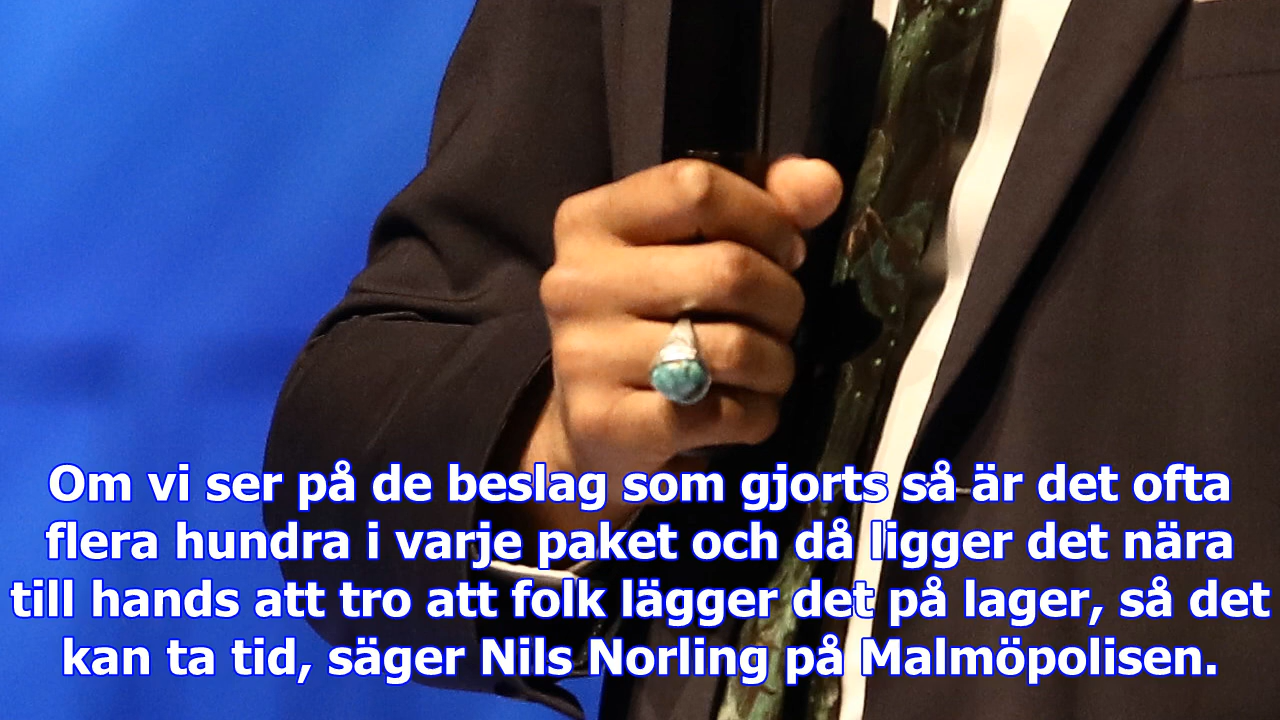 Om vi ser på de beslag som gjorts så är det ofta
flera hundra i varje paket och då ligger det nära
till hands att tro att folk lägger det på lager, så det
kan ta tid, säger Nils Norling på Malmöpolisen.